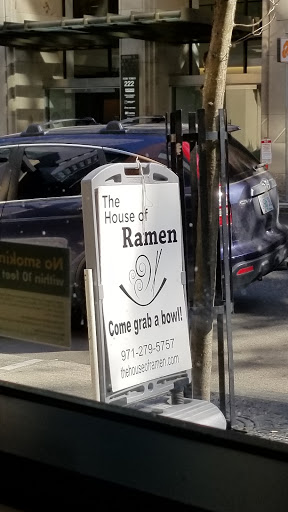 222
The
House of
Ramen
Come grab a bowl!
971-279-5757
thehouseoframen.com
No smoking
within 10 feet